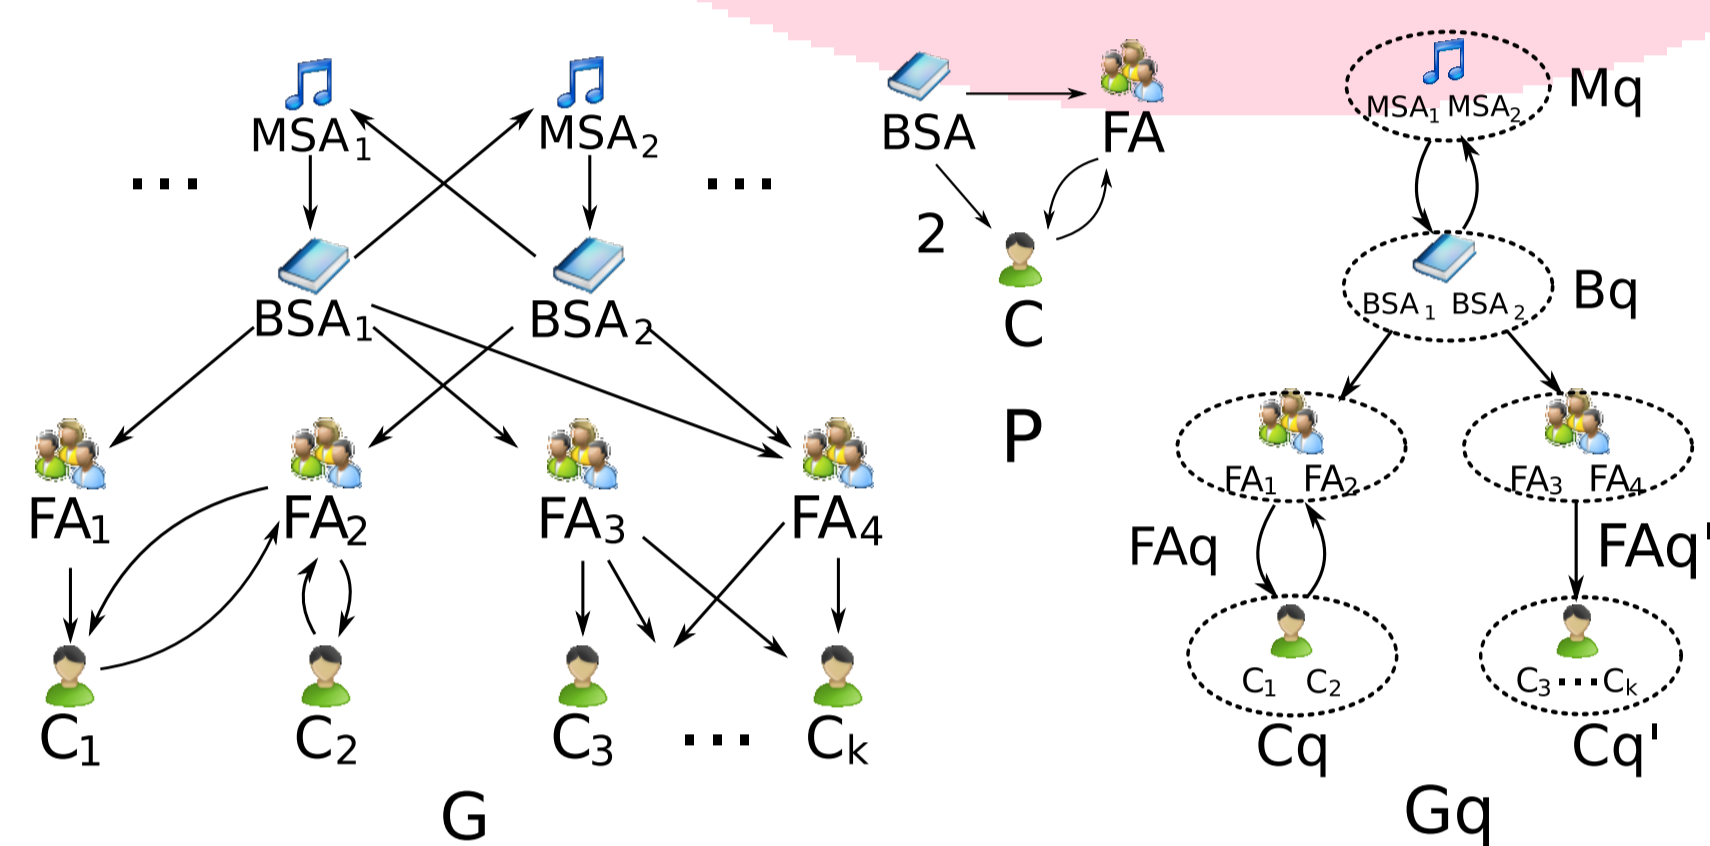 MSA1 MSA2
... ...
BSA1 BSA2
FA1 FA2 FA3 FA4
C1 C2 C3 ... Ck
G
BSA FA
2
C
P
MSA1 MSA2 Mq
BSA1 BSA2 Bq
FA1 FA2 FA3 FA4
FAq FAq'
C1 C2 C3...Ck
Cq Cq'
Gq